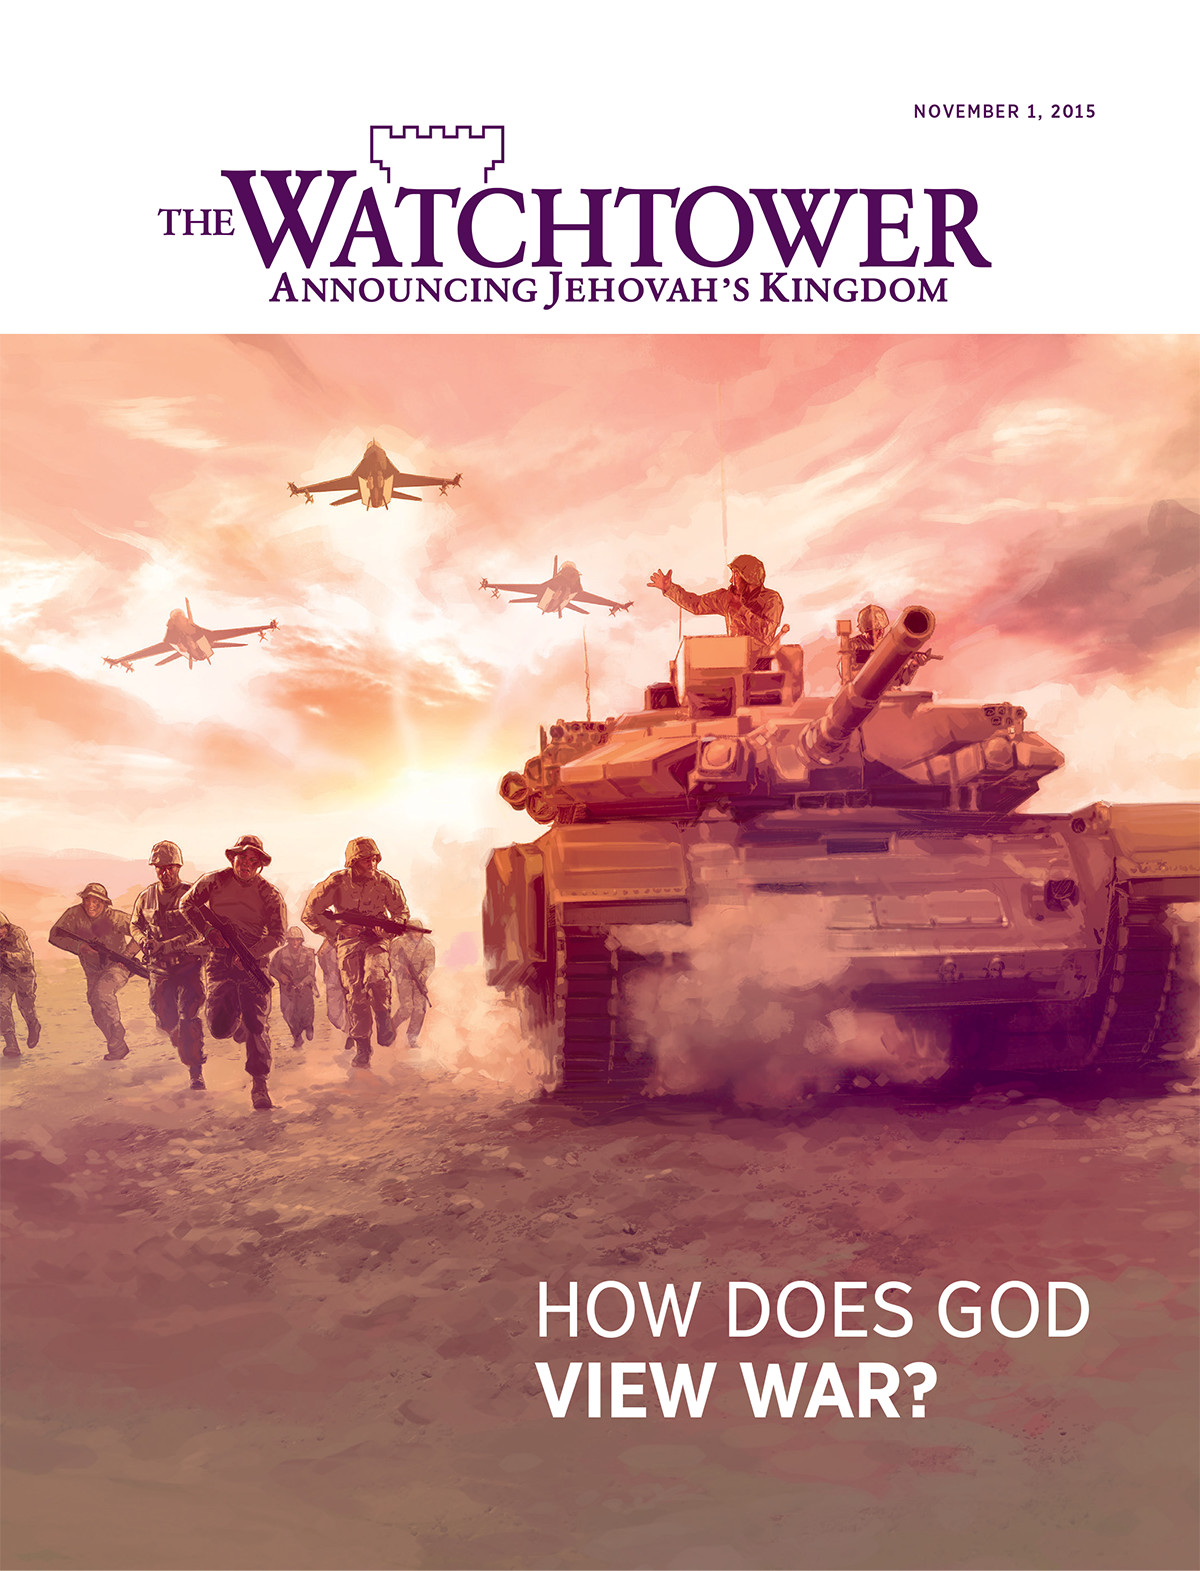 NOVEMBER 1, 2015
THE WATCHTOWER
ANNOUNCING JEHOVAH'S KINGDOM
HOW DOES GOD
VIEW WAR?